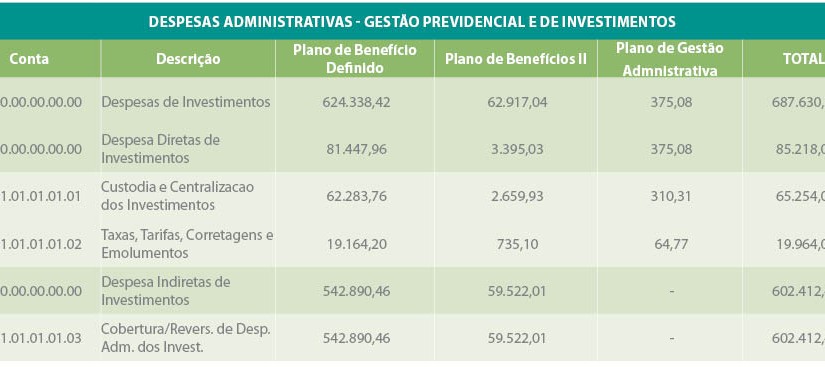 DESPESAS ADMINISTRATIVAS - GESTÃO PREVIDENCIAL E DE INVESTIMENTOS
Conta Descrição Plano de Benefício Definido Plano de Benefícios II Plano de Gestão Admnistrativa TOTAL
0.00.00.00.00 Despesas de Investimentos 624.338,42 62.917,04 375,08 687.630,
0.00.00.00.00 Despesa Diretas de Investimentos 81.447,96 3.395,03 375,08 85.218,0
1.01.01.01.01 Custodia e Centralizacao dos Investimentos 62.283,76 2.659,93 310,31 65.254,0
1.01.01.01.02 Taxas, Tarifas, Corretagens e Emolumentos 19.164,20 735,10 64,77 19.964,0
0.00.00.00.00 Despesa Indiretas de Investimentos 542.890,46 59.522,01 - 602.412,
1.01.01.01.03 Cobertura/Revers. de Desp. Adm. dos Invest. 542.890,46 59.522,01 - 602.412,